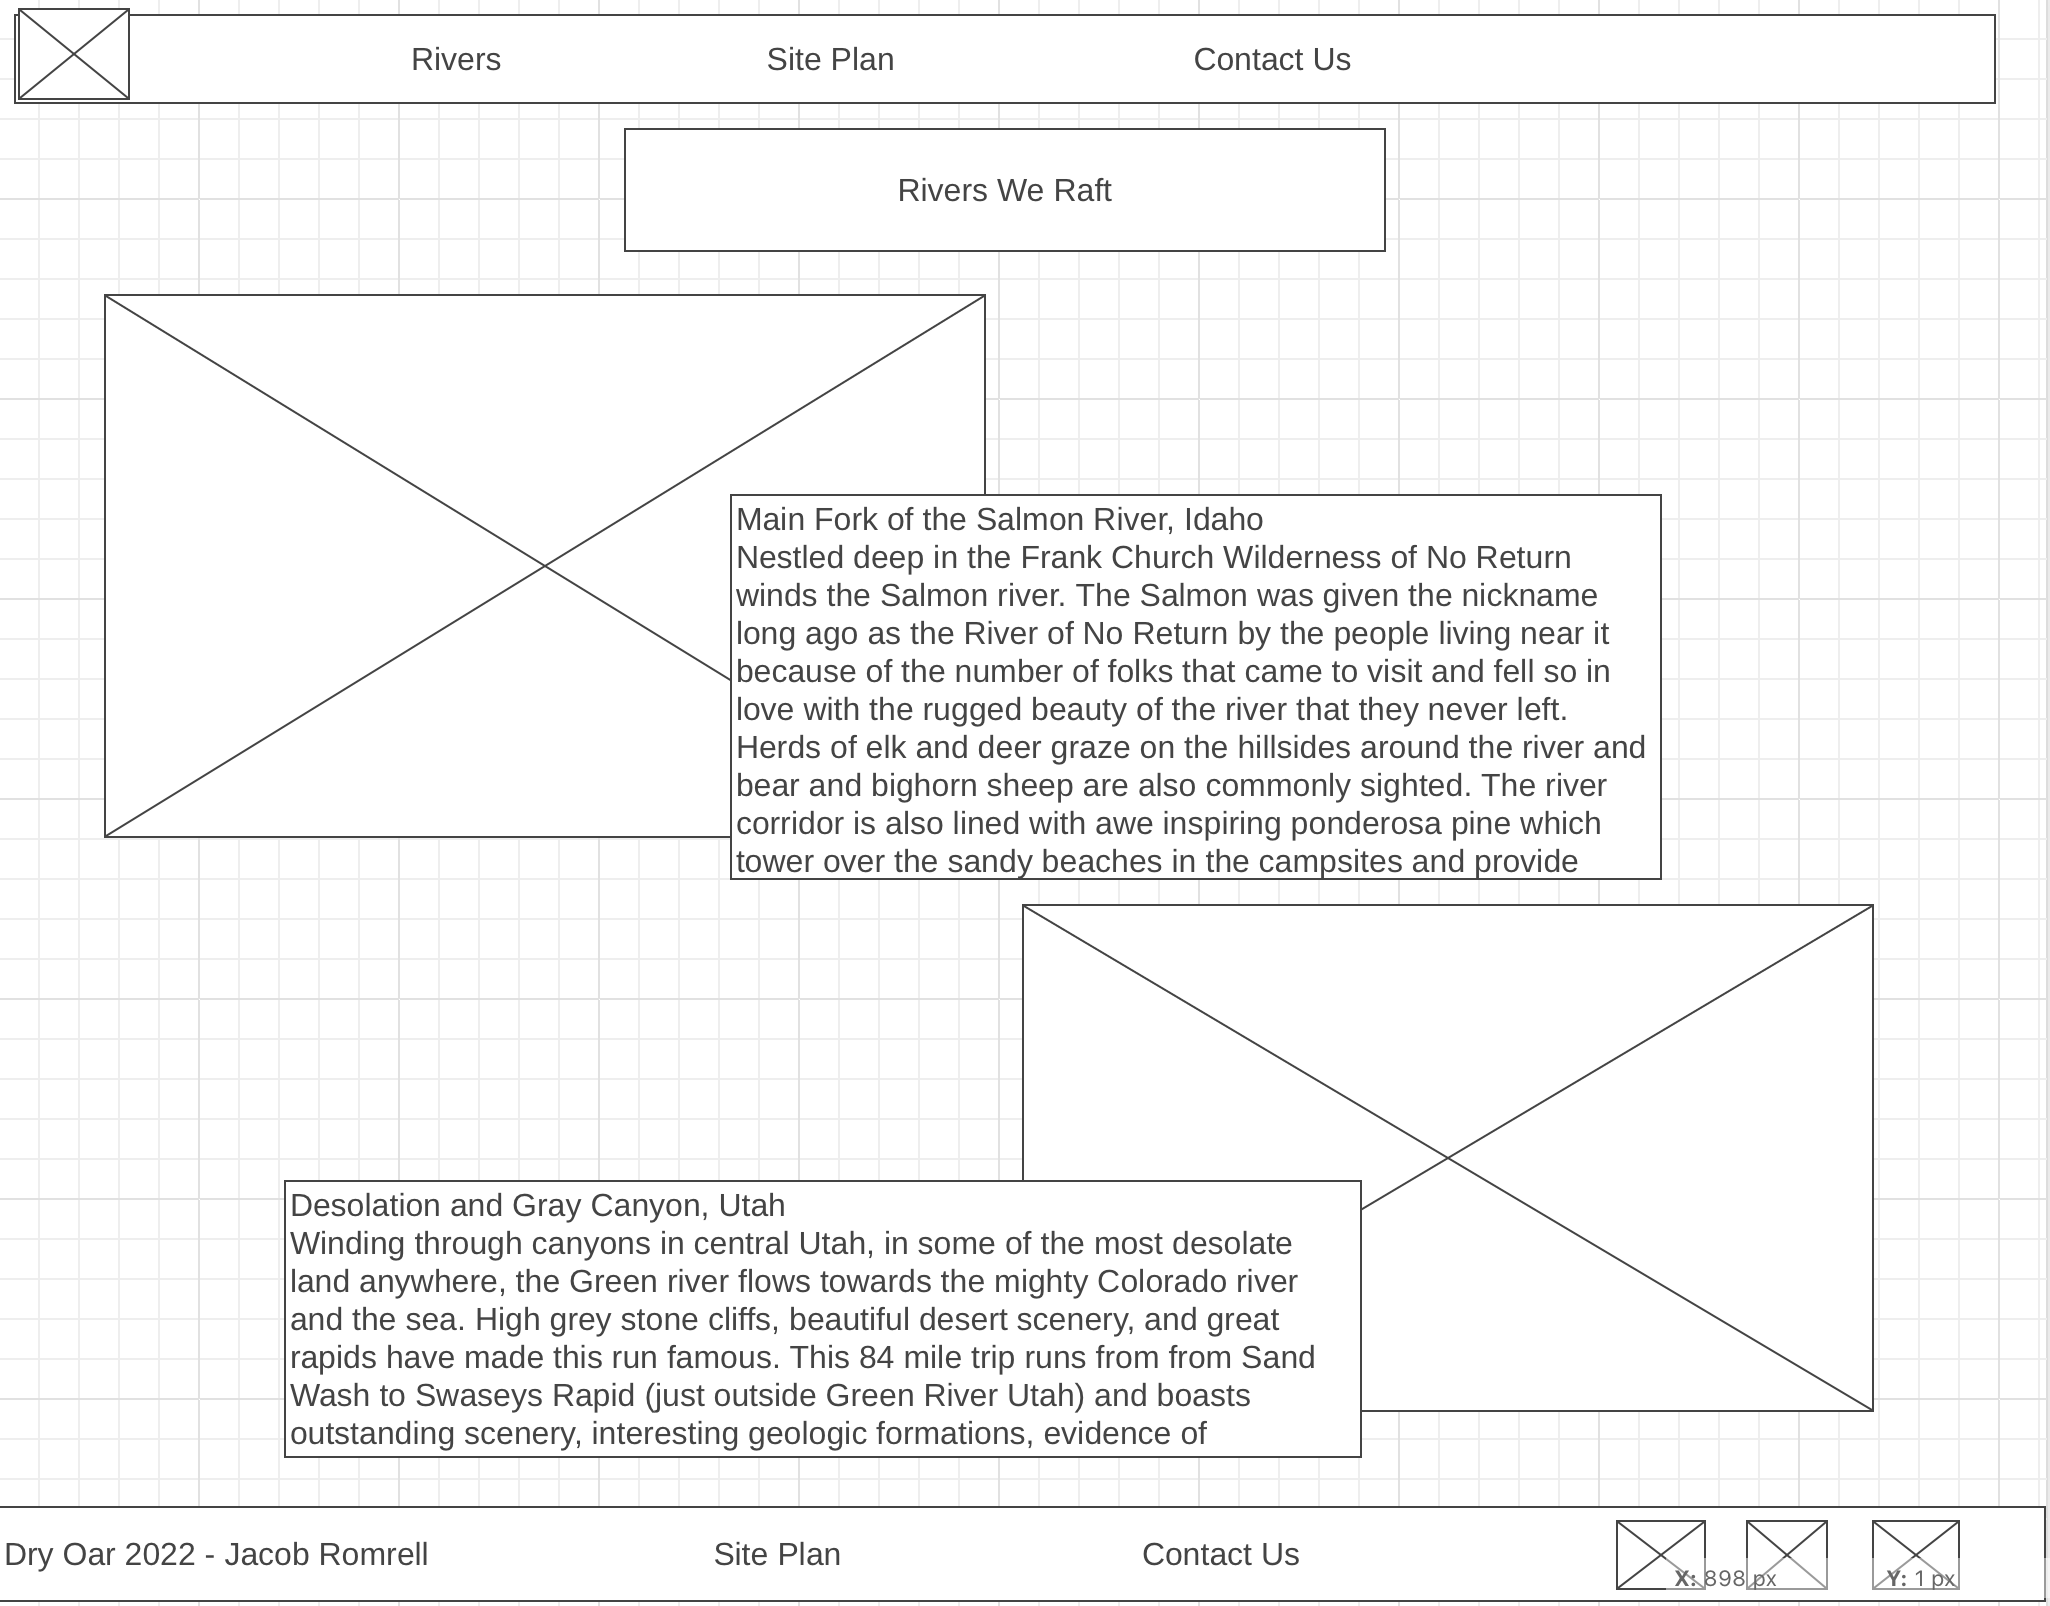 Rivers
Site Plan
Contact Us
Rivers We Raft
Main Fork of the Salmon River, Idaho
Nestled deep in the Frank Church Wilderness of No Return
winds the Salmon river. The Salmon was given the nickname
long ago as the River of No Return by the people living near it
because of the number of folks that came to visit and fell so in
love with the rugged beauty of the river that they never left.
Herds of elk and deer graze on the hillsides around the river and
bear and bighorn sheep are also commonly sighted. The river
corridor is also lined with awe inspiring ponderosa pine which
tower over the sandy beaches in the campsites and provide
Desolation and Gray Canyon, Utah
Winding through canyons in central Utah, in some of the most desolate
land anywhere, the Green river flows towards the mighty Colorado river
and the sea. High grey stone cliffs, beautiful desert scenery, and great
rapids have made this run famous. This 84 mile trip runs from from Sand
Wash to Swaseys Rapid (just outside Green River Utah) and boasts
outstanding scenery, interesting geologic formations, evidence of
Dry Oar 2022 - Jacob Romrell
Site Plan
Contact Us
X: 898 px
Y: 1 px